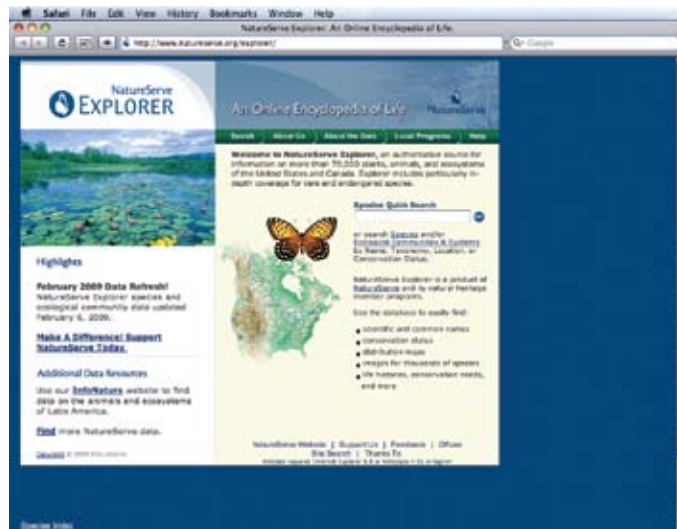 Safari File Edit View History Bookmarks Window Help
NatureServe Explorer: An Online Encyclopedia of Life.
http://www.natureserve.org/explorer/
Google
NatureServe
EXPLORER
An Online Encyclopedia of Life
NatureServe
Search About Us About the Data Local Programs Help
Welcome to NatureServe Explorer, an authoritative source for
information on more than 70,000 plants, animals, and ecosystems
of the United States and Canada. Explorer includes particularly in-
depth coverage for rare and endangered species.
Species Quick Search
or search Species and/or
Ecological Communities & Systems
by Name, Taxonomy, Location, or
Conservation Status.
NatureServe Explorer is a product of
NatureServe and its natural heritage
member programs.
Use the database to easily find:
scientific and common names
conservation status
distribution maps
images for thousands of species
life histories, conservation needs,
and more
Highlights
February 2009 Data Refresh!
NatureServe Explorer species and
ecological community data updated
February 6, 2009.
Make A Difference! Support
NatureServe Today.
Additional Data Resources
Use our InfoNatura website to find
data on the animals and ecosystems
of Latin America.
Find more NatureServe data.
Copyright © 2009 NatureServe
NatureServe Website | Support Us | Feedback | Offices
Site Search | Thanks To
Species Index